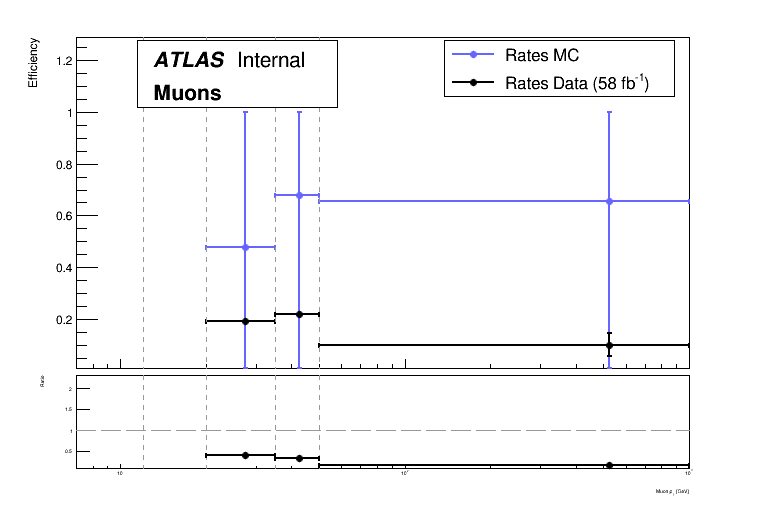 Efficiency
ATLAS Internal
Muons
Rates MC
Rates Data (58 fb⁻¹)
1.2
1
0.8
0.6
0.4
0.2
Rate
2
1.5
1
0.5
10
10²
Muon p_T [GeV]